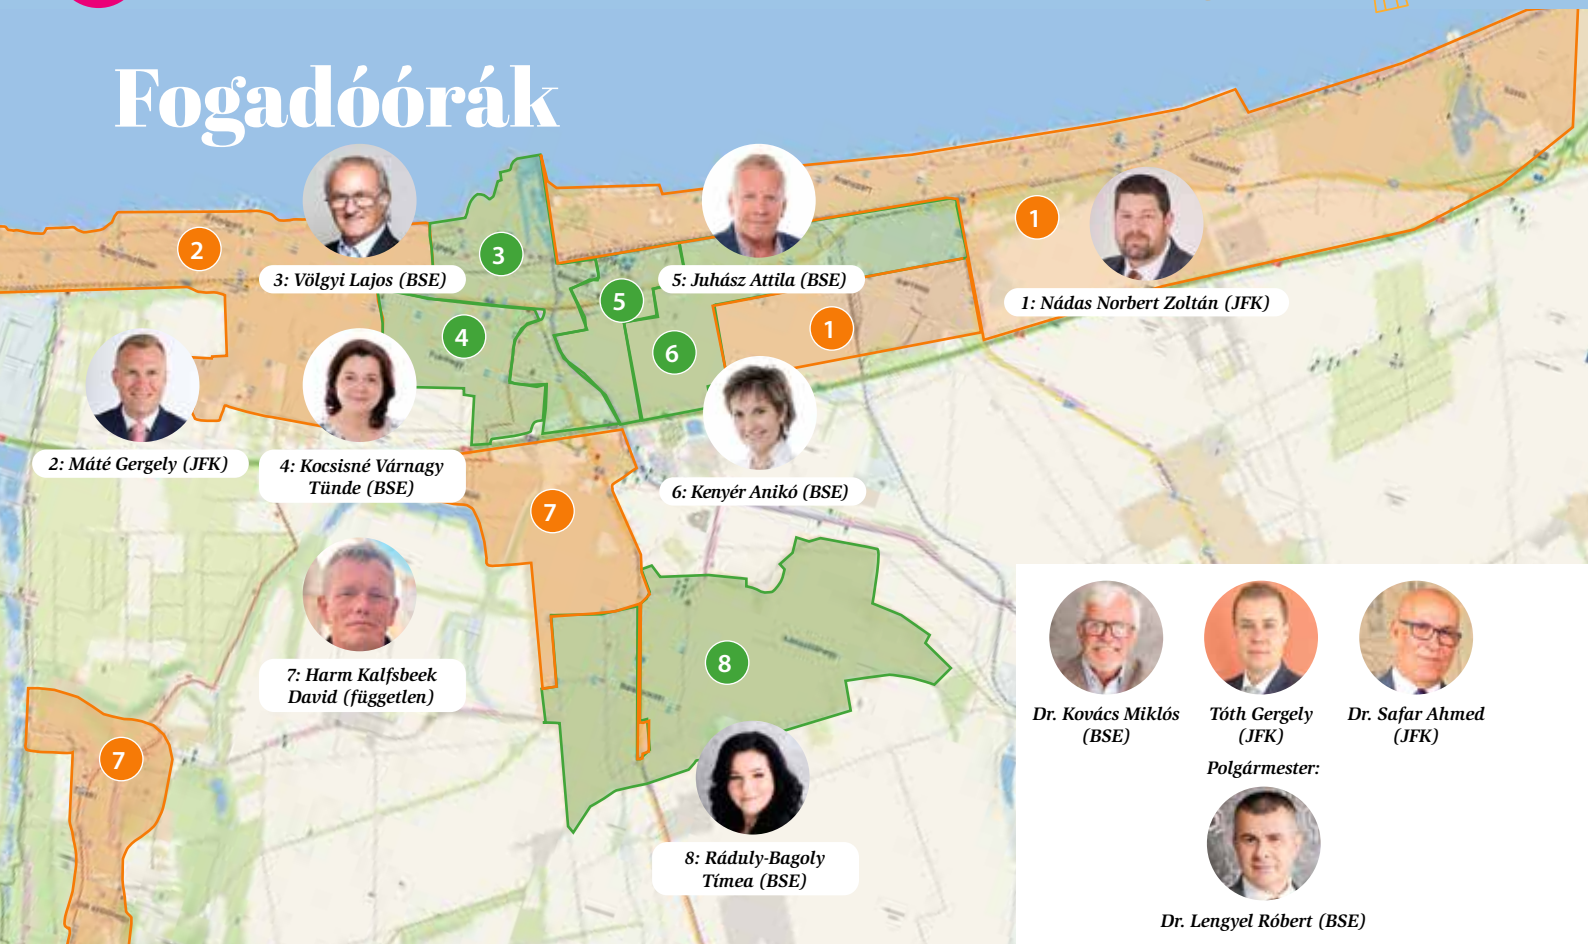 Fogadóórák
3: Völgyi Lajos (BSE)
5: Juhász Attila (BSE)
1: Nádas Norbert Zoltán (JFK)
2: Máté Gergely (JFK)
4: Kocsisné Várnagy
Tünde (BSE)
6: Kenyér Anikó (BSE)
7: Harm Kalfsbeek
David (független)
8: Ráduly-Bagoly
Tímea (BSE)
2
3
5
4
6
1
1
7
8
7
Dr. Kovács Miklós
(BSE)
Tóth Gergely
(JFK)
Dr. Safar Ahmed
(JFK)
Polgármester:
Dr. Lengyel Róbert (BSE)